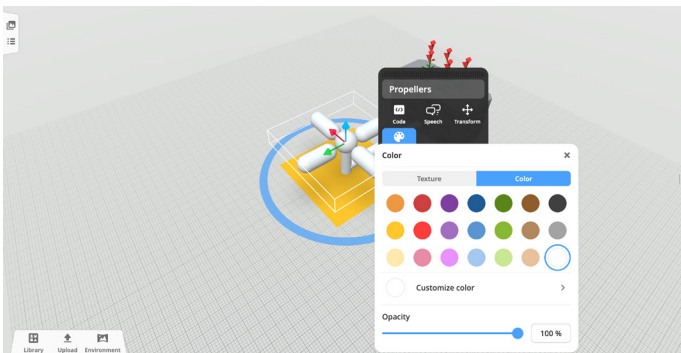 Propellers
Code Speech Transform
Color
Texture Color
Customize color
Opacity
100 %
Library Upload Environment